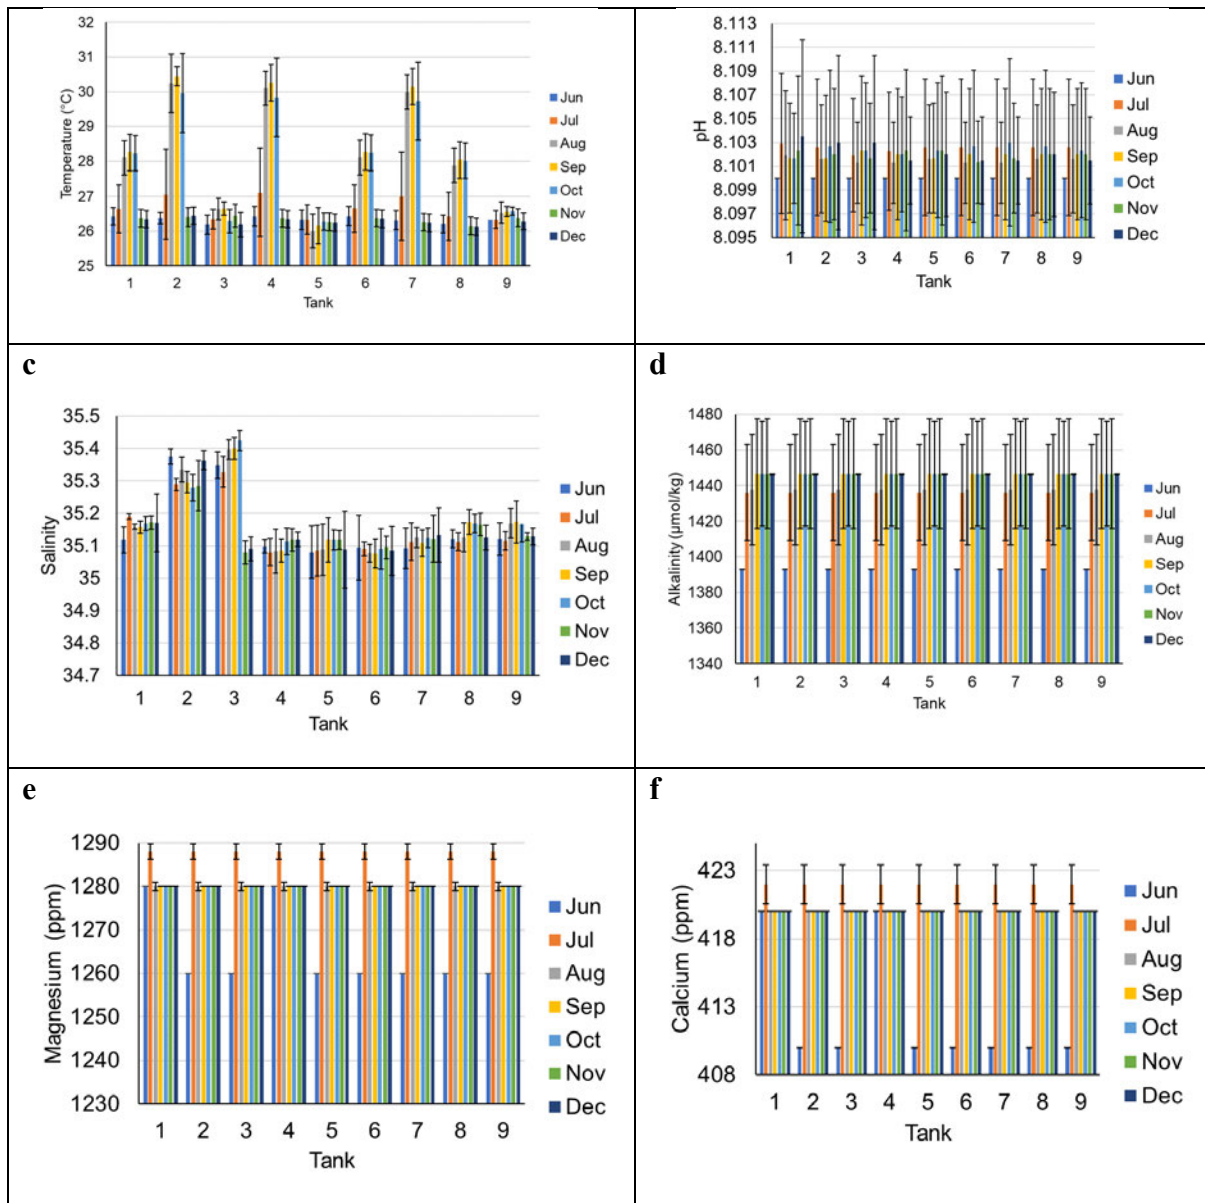 32
31
30
29
28
27
26
25
Temperature (°C)
1 2 3 4 5 6 7 8 9
Tank
Jun
Jul
Aug
Sep
Oct
Nov
Dec
8.113
8.111
8.109
8.107
8.105
8.103
8.101
8.099
8.097
8.095
pH
1 2 3 4 5 6 7 8 9
Tank
Jun
Jul
Aug
Sep
Oct
Nov
Dec
c
35.5
35.4
35.3
35.2
35.1
35
34.9
34.8
34.7
Salinity
1 2 3 4 5 6 7 8 9
Tank
Jun
Jul
Aug
Sep
Oct
Nov
Dec
d
1480
1460
1440
1420
1400
1380
1360
1340
Alkalinity (µmol/kg)
1 2 3 4 5 6 7 8 9
Tank
Jun
Jul
Aug
Sep
Oct
Nov
Dec
e
1290
1280
1270
1260
1250
1240
1230
Magnesium (ppm)
1 2 3 4 5 6 7 8 9
Tank
Jun
Jul
Aug
Sep
Oct
Nov
Dec
f
423
418
413
408
Calcium (ppm)
1 2 3 4 5 6 7 8 9
Tank
Jun
Jul
Aug
Sep
Oct
Nov
Dec